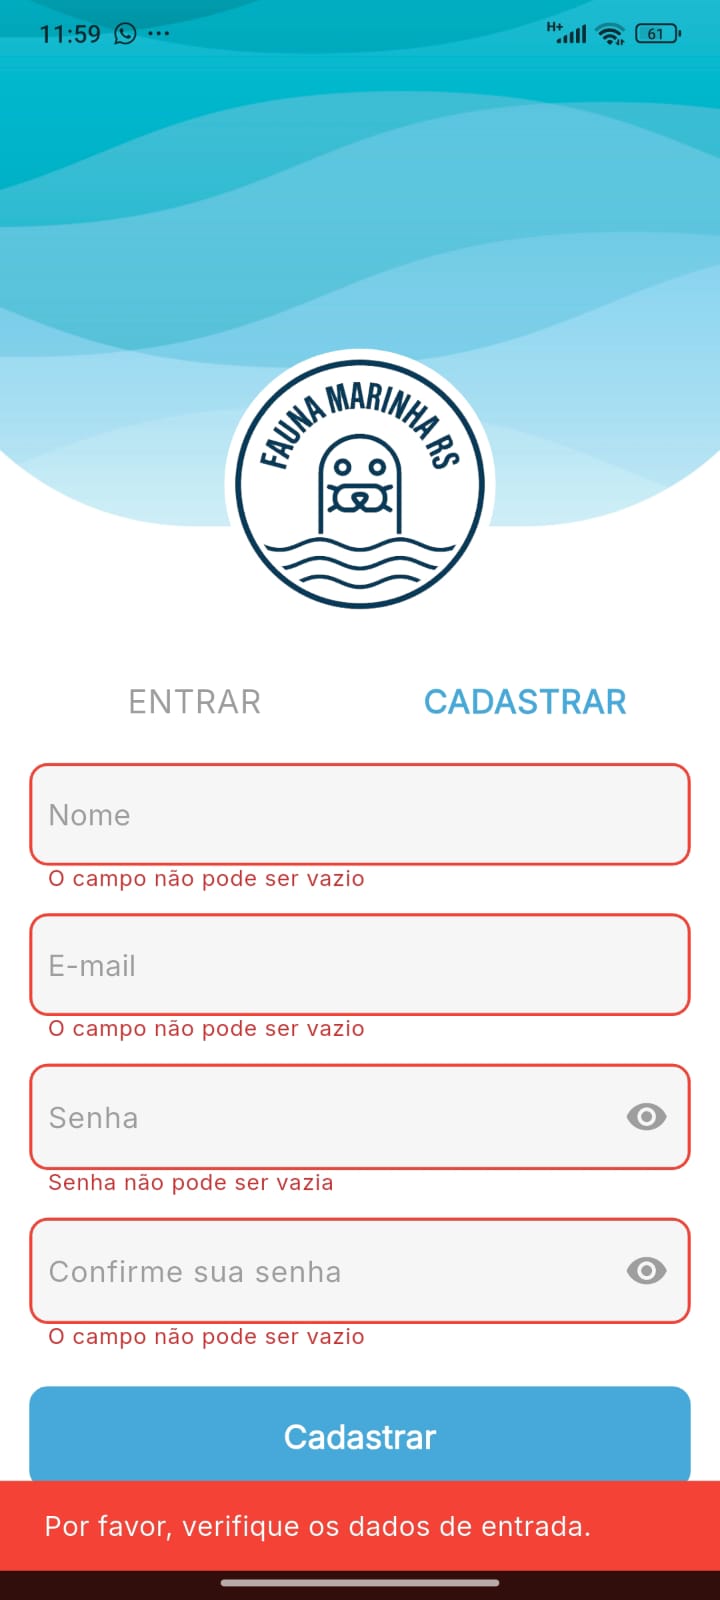 11:59
H+
61
FAUNA MARINHA RS
ENTRAR
CADASTRAR
Nome
O campo não pode ser vazio
E-mail
O campo não pode ser vazio
Senha
Senha não pode ser vazia
Confirme sua senha
O campo não pode ser vazio
Cadastrar
Por favor, verifique os dados de entrada.